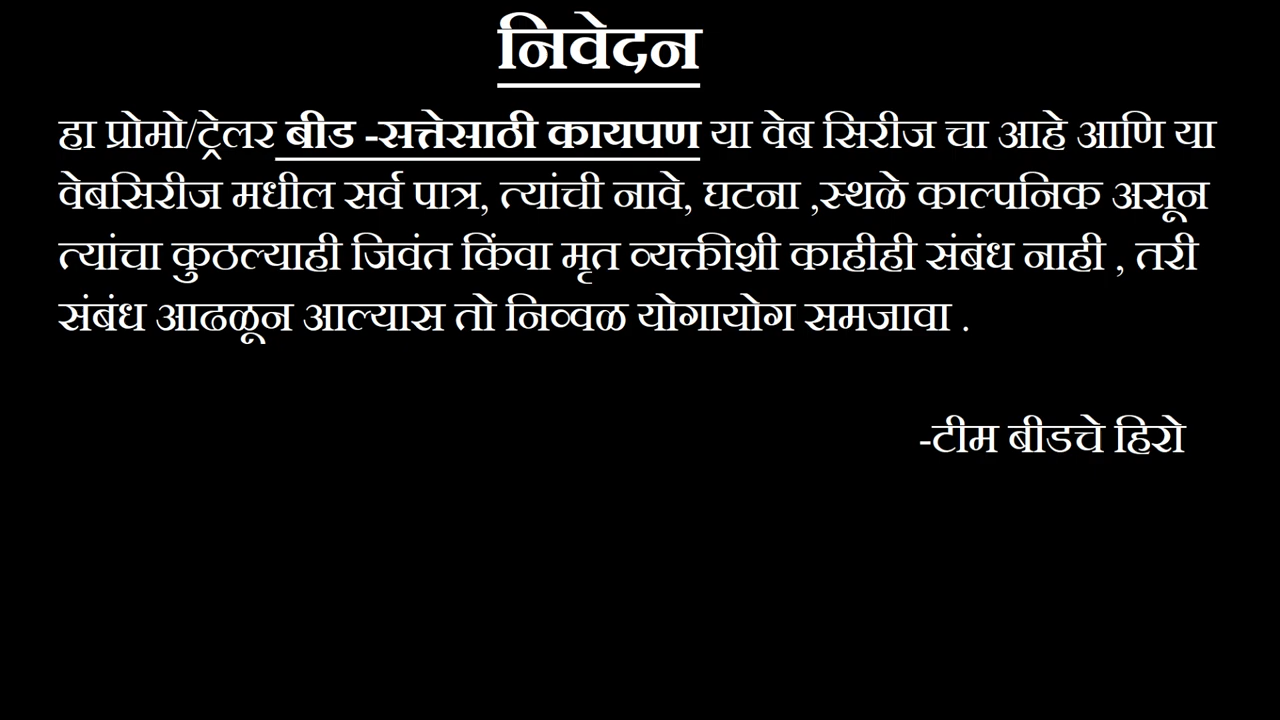 निवेदन
हा प्रोमो/ट्रेलर बीड -सत्तेसाठी कायपण या वेब सिरीज चा आहे आणि या
वेबसिरीज मधील सर्व पात्र, त्यांची नावे, घटना ,स्थळे काल्पनिक असून
त्यांचा कुठल्याही जिवंत किंवा मृत व्यक्तीशी काहीही संबंध नाही , तरी
संबंध आढळून आल्यास तो निव्वळ योगायोग समजावा .
-टीम बीडचे हिरो